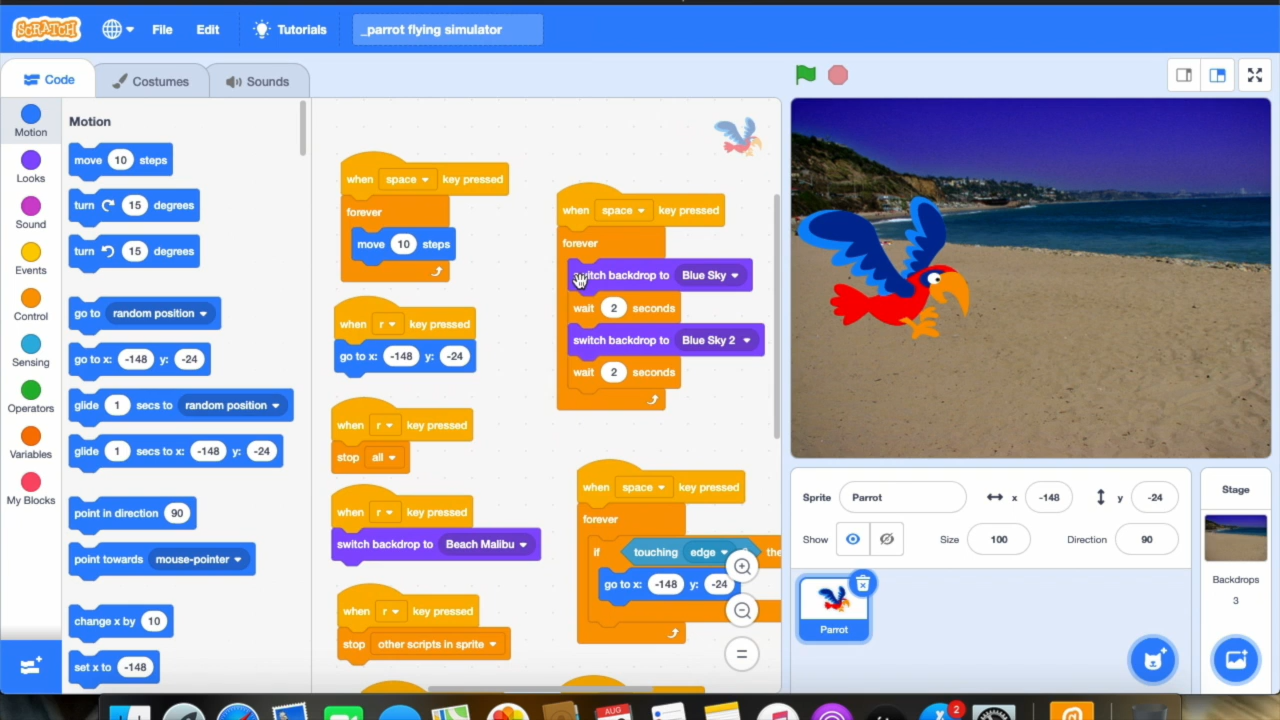 SCRATCH
File
Edit
Tutorials
_parrot flying simulator
Code
Costumes
Sounds
Motion
Looks
Sound
Events
Control
Sensing
Operators
Variables
My Blocks
Motion
move 10 steps
turn 15 degrees
turn 15 degrees
go to random position
go to x: -148 y: -24
glide 1 secs to random position
glide 1 secs to x: -148 y: -24
point in direction 90
point towards mouse-pointer
change x by 10
set x to -148
when space key pressed
forever
move 10 steps
when r key pressed
go to x: -148 y: -24
when r key pressed
stop all
when r key pressed
switch backdrop to Beach Malibu
when r key pressed
stop other scripts in sprite
when space key pressed
forever
switch backdrop to Blue Sky
wait 2 seconds
switch backdrop to Blue Sky 2
wait 2 seconds
when space key pressed
forever
if touching edge the
go to x: -148 y: -24
Sprite Parrot x -148 y -24
Show Size 100 Direction 90
Parrot
Stage
Backdrops
3
AUG
2